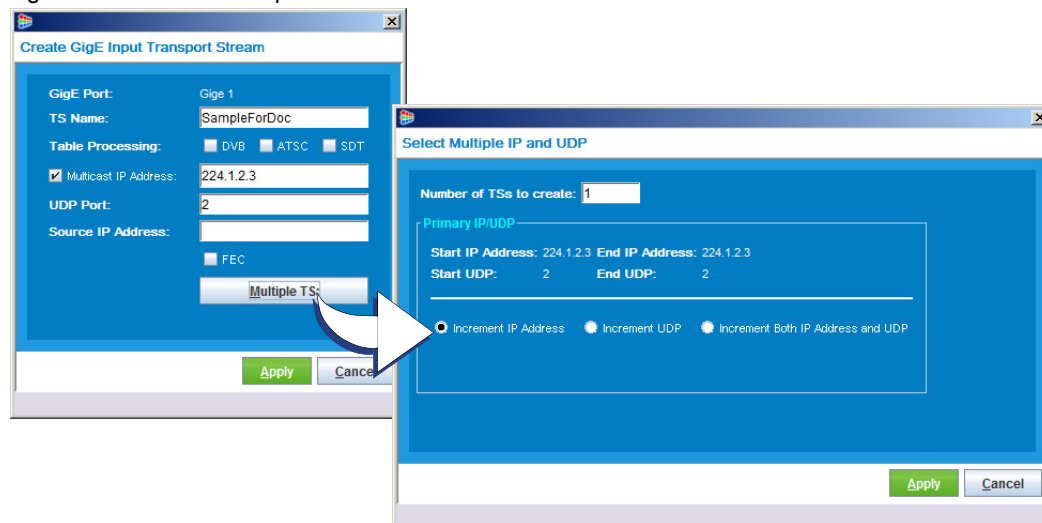 Create GigE Input Transport Stream
GigE Port: Gige 1
TS Name: SampleForDoc
Table Processing: DVB ATSC SDT
Multicast IP Address: 224.1.2.3
UDP Port: 2
Source IP Address:
FEC
Multiple TS
Apply Cancel
Select Multiple IP and UDP
Number of TSs to create: 1
Primary IP/UDP
Start IP Address: 224.1.2.3 End IP Address: 224.1.2.3
Start UDP: 2 End UDP: 2
Increment IP Address Increment UDP Increment Both IP Address and UDP
Apply Cancel